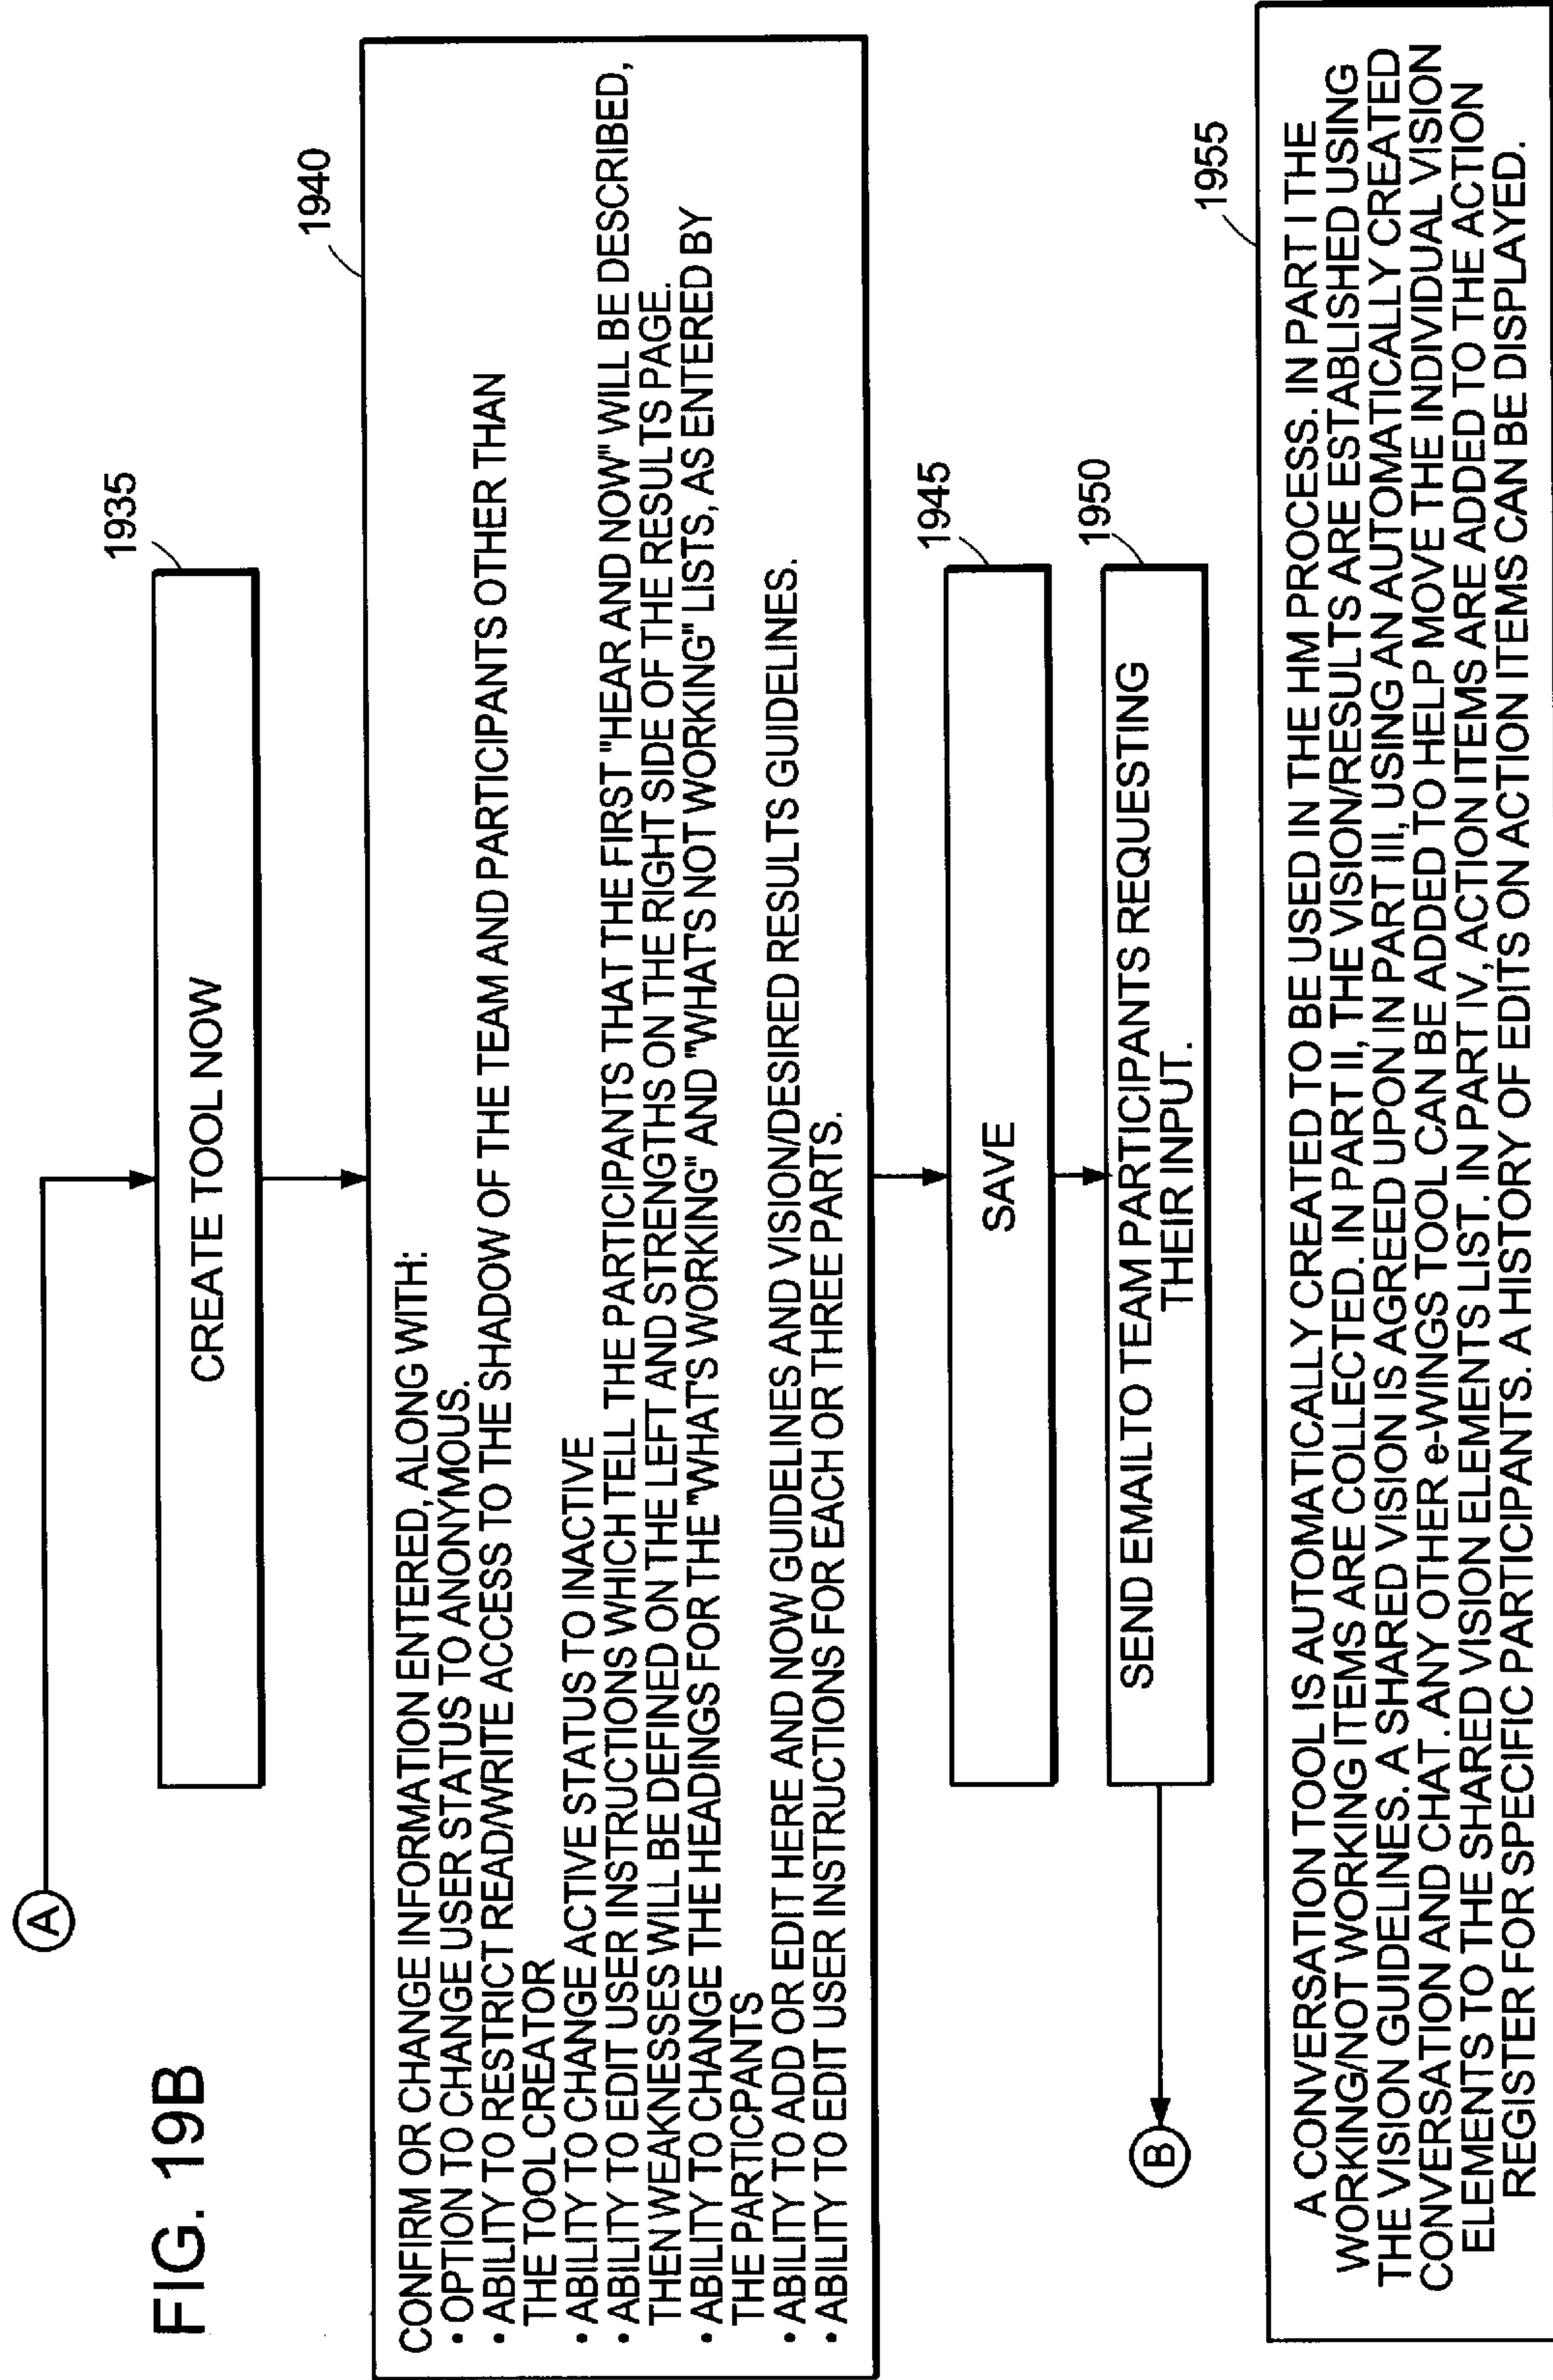 FIG. 19B
A
1935
CREATE TOOL NOW
1940
CONFIRM OR CHANGE INFORMATION ENTERED, ALONG WITH:
• OPTION TO CHANGE USER STATUS TO ANONYMOUS.
• ABILITY TO RESTRICT READ/WRITE ACCESS TO THE SHADOW OF THE TEAM AND PARTICIPANTS OTHER THAN
THE TOOL CREATOR
• ABILITY TO CHANGE ACTIVE STATUS TO INACTIVE
• ABILITY TO EDIT USER INSTRUCTIONS WHICH TELL THE PARTICIPANTS THAT THE FIRST "HEAR AND NOW" WILL BE DESCRIBED,
THEN WEAKNESSES WILL BE DEFINED ON THE LEFT AND STRENGTHS ON THE RIGHT SIDE OF THE RESULTS PAGE.
• ABILITY TO CHANGE THE HEADINGS FOR THE "WHAT'S WORKING" AND "WHATS NOT WORKING" LISTS, AS ENTERED BY
THE PARTICPANTS
• ABILITY TO ADD OR EDIT HERE AND NOW GUIDELINES AND VISION/DESIRED RESULTS GUIDELINES.
• ABILITY TO EDIT USER INSTRUCTIONS FOR EACH OR THREE PARTS.
1945
SAVE
1950
SEND EMAIL TO TEAM PARTICIPANTS REQUESTING
THEIR INPUT.
B
1955
A CONVERSATION TOOL IS AUTOMATICALLY CREATED TO BE USED IN THE HM PROCESS. IN PART I THE
WORKING/NOT WORKING ITEMS ARE COLLECTED. IN PART II, THE VISION/RESULTS ARE ESTABLISHED USING
THE VISION GUIDELINES. A SHARED VISION IS AGREED UPON IN PART III, USING AN AUTOMATICALLY CREATED
CONVERSATION AND CHAT. ANY OTHER e-WINGS TOOL CAN BE ADDED TO HELP MOVE THE INDIVIDUAL VISION
ELEMENTS TO THE SHARED VISION ELEMENTS LIST. IN PART IV, ACTION ITEMS ARE ADDED TO THE ACTION
REGISTER FOR SPECIFIC PARTICIPANTS. A HISTORY OF EDITS ON ACTION ITEMS CAN BE DISPLAYED.